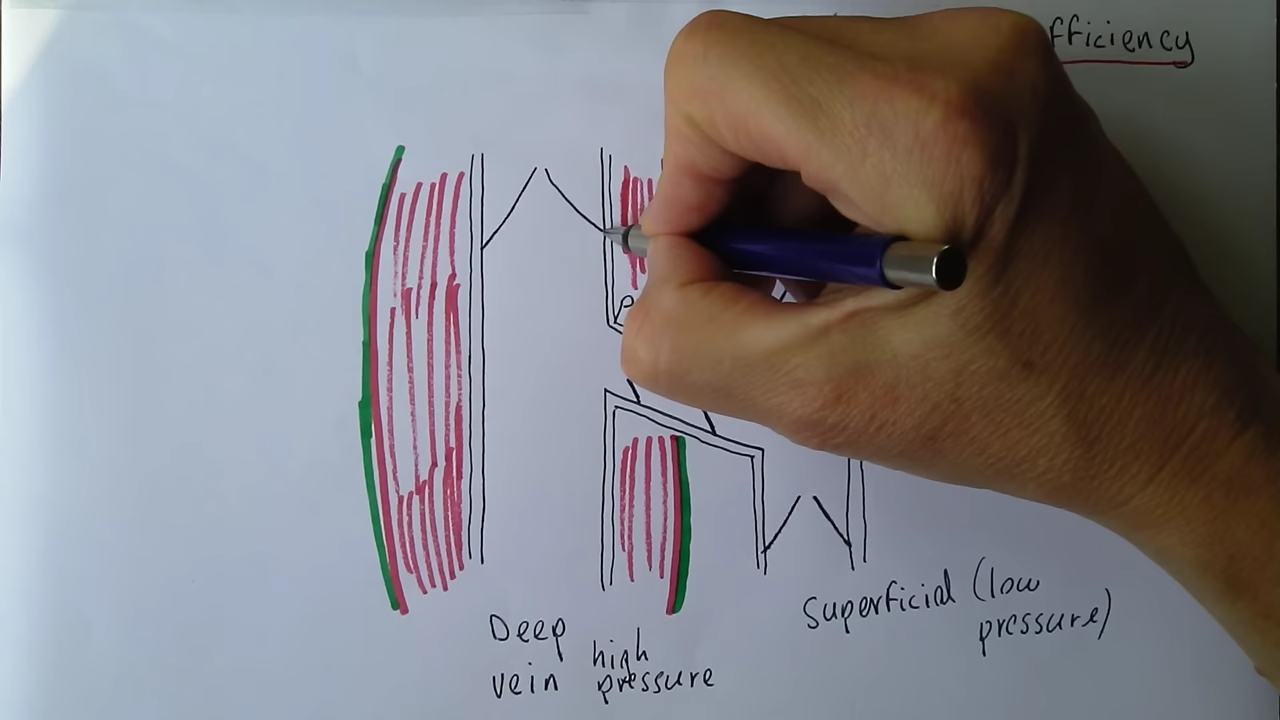 fficiency
Deep
vein
high
pressure
Superficial (low
pressure)